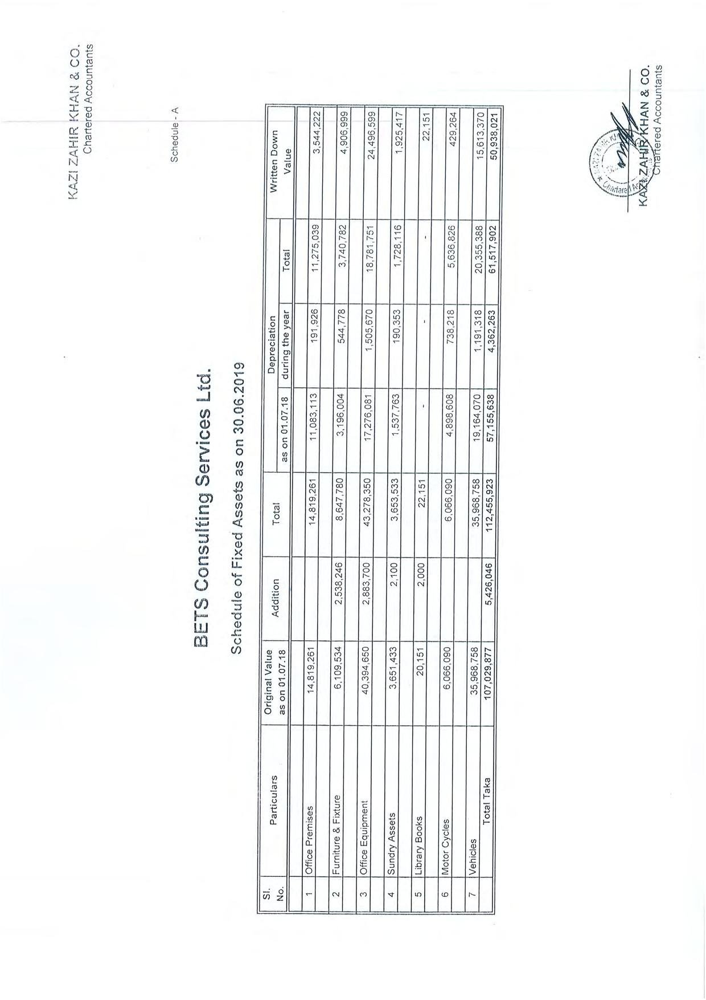 KAZI ZAHIR KHAN & CO.
Chartered Accountants
Schedule - A
BETS Consulting Services Ltd.
Schedule of Fixed Assets as on 30.06.2019
Sl. No. Particulars Original Value as on 01.07.18 Addition Total Depreciation Written Down Value
as on 01.07.18 during the year Total
1 Office Premises 14,819,261 14,819,261 11,083,113 191,926 11,275,039 3,544,222
2 Furniture & Fixture 6,109,534 2,538,246 8,647,780 3,196,004 544,778 3,740,782 4,906,999
3 Office Equipment 40,394,650 2,883,700 43,278,350 17,276,081 1,505,670 18,781,751 24,496,599
4 Sundry Assets 3,651,433 2,100 3,653,533 1,537,763 190,353 1,728,116 1,925,417
5 Library Books 20,151 2,000 22,151 - - - 22,151
6 Motor Cycles 6,066,090 6,066,090 4,898,608 738,218 5,636,826 429,264
7 Vehicles 35,968,758 35,968,758 19,164,070 1,191,318 20,355,388 15,613,370
Total Taka 107,029,877 5,426,046 112,455,923 57,155,638 4,362,263 61,517,902 50,938,021
KAZI ZAHIR KHAN & CO.
Chartered Accountants